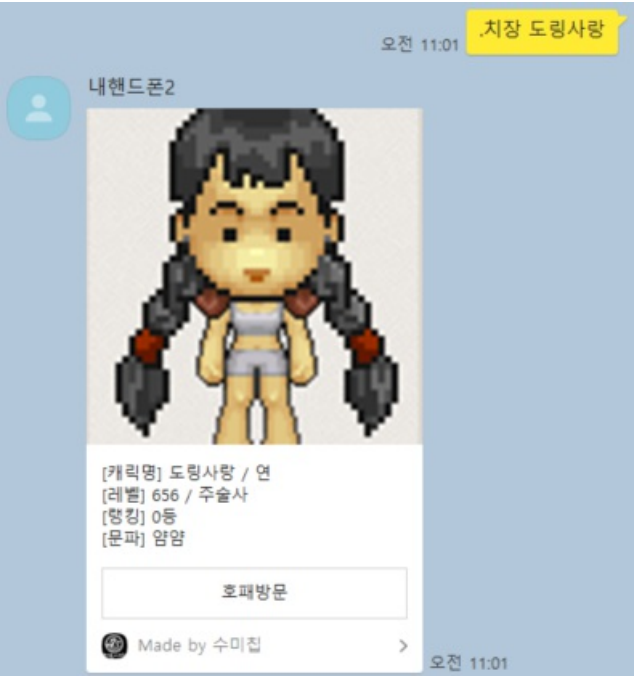 .치장 도링사랑
오전 11:01
내핸드폰2
[캐릭명] 도링사랑 / 연
[레벨] 656 / 주술사
[랭킹] 0등
[문파] 얌얌
호패방문
Made by 수미칩
오전 11:01